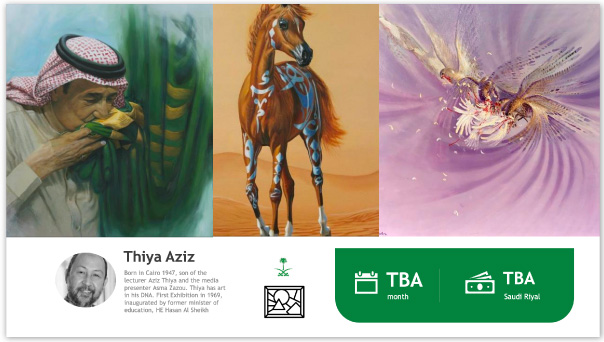 Thiya Aziz
Born in Cairo 1947, son of the
lecturer Aziz Thiya and the media
presenter Asma Zazou. Thiya has art
in his DNA. First Exhibition in 1969,
inaugurated by former minister of
education, HE Hasan Al Sheikh
TBA
month
TBA
Saudi Riyal